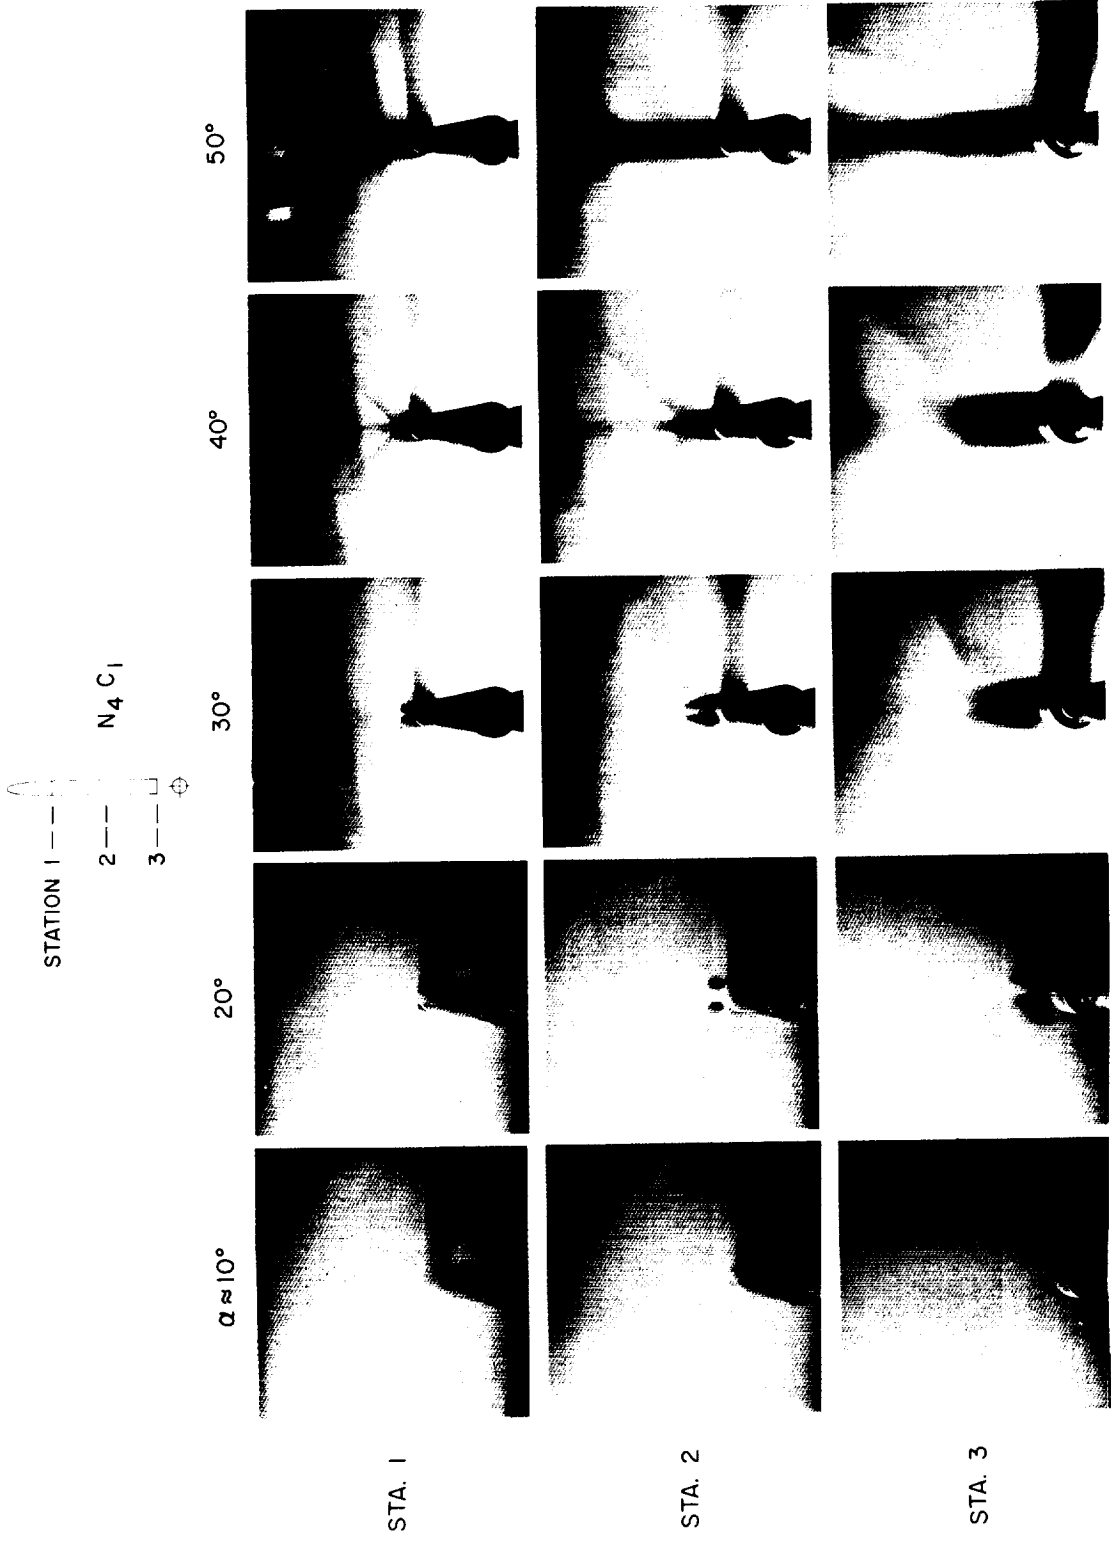 STATION 1
2
3
N₄ C₁
α≈10°
20°
30°
40°
50°
STA. 1
STA. 2
STA. 3